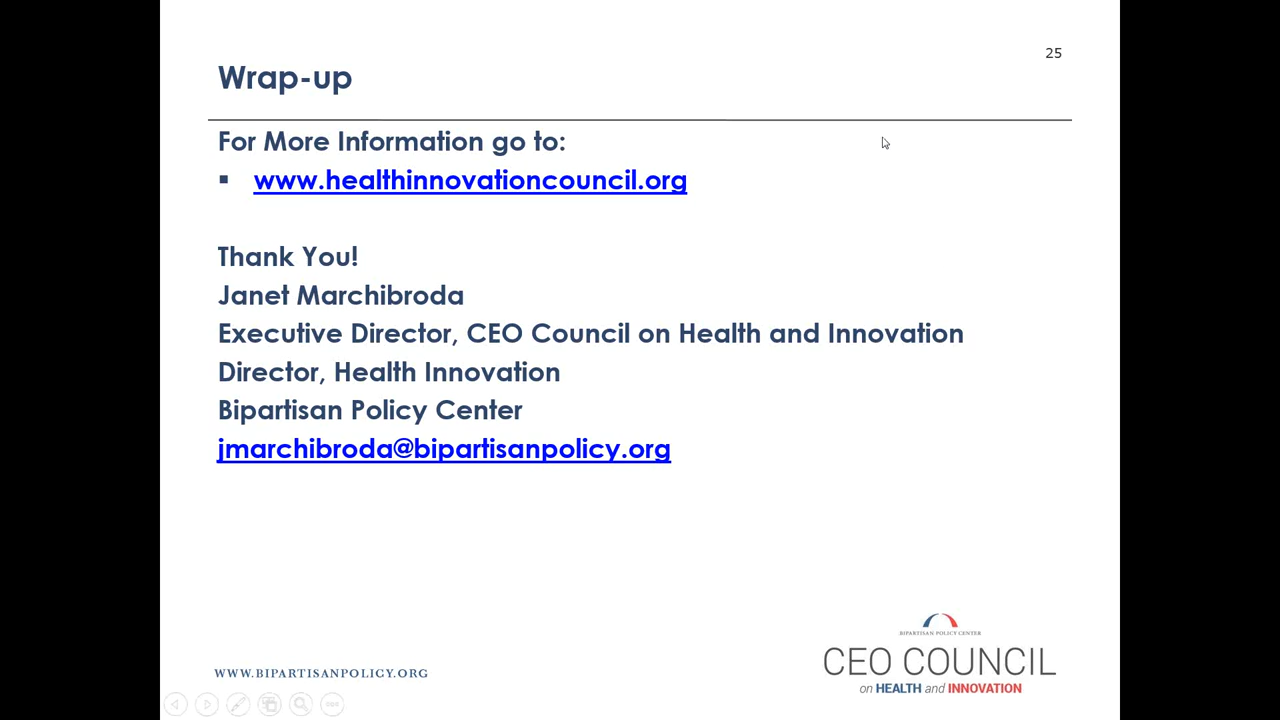 25
Wrap-up
For More Information go to:
▪ www.healthinnovationcouncil.org
Thank You!
Janet Marchibroda
Executive Director, CEO Council on Health and Innovation
Director, Health Innovation
Bipartisan Policy Center
jmarchibroda@bipartisanpolicy.org
BIPARTISAN POLICY CENTER
CEO COUNCIL
on HEALTH and INNOVATION
WWW.BIPARTISANPOLICY.ORG